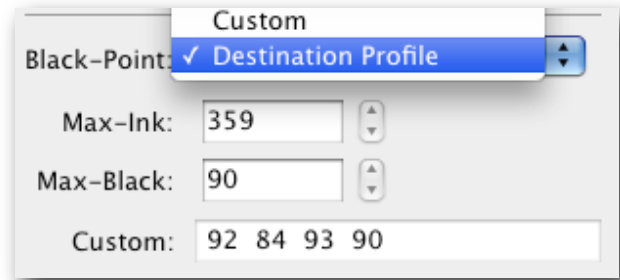 Custom
Black-Point: ✓ Destination Profile
Max-Ink: 359
Max-Black: 90
Custom: 92 84 93 90